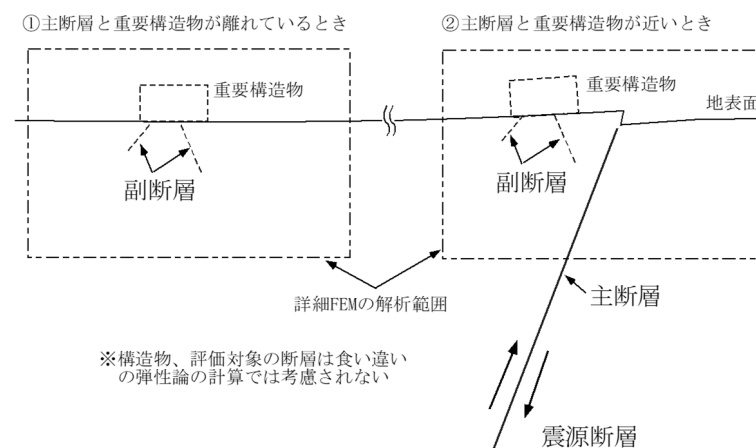 ①主断層と重要構造物が離れているとき
②主断層と重要構造物が近いとき
重要構造物
重要構造物
地表面
副断層
副断層
詳細FEMの解析範囲
主断層
※構造物、評価対象の断層は食い違い
の弾性論の計算では考慮されない
震源断層